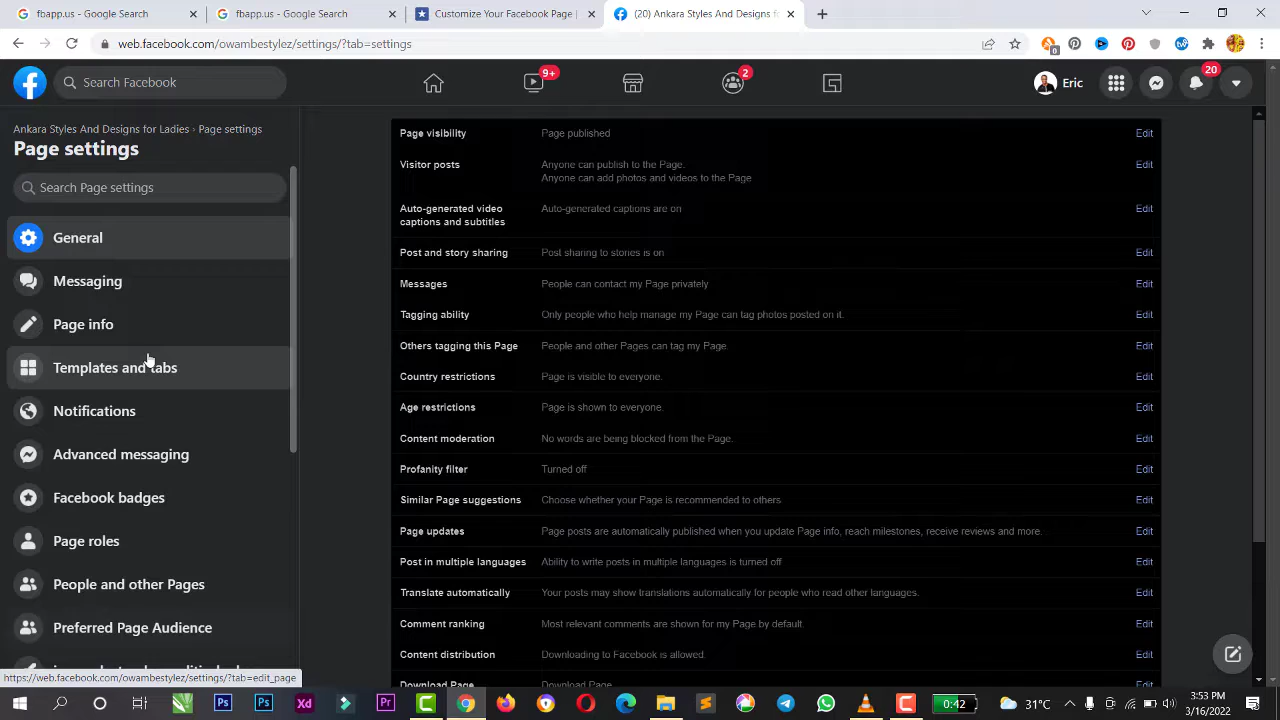 Google Search
fbapp.us - Google Search
Customize Your Facebook
(20) Ankara Styles And Designs fo
web.facebook.com/owambestylez/settings/?tab=settings
0
Search Facebook
9+
2
Eric
20
Ankara Styles And Designs for Ladies › Page settings
Page settings
Search Page settings
General
Messaging
Page info
Templates and tabs
Notifications
Advanced messaging
Facebook badges
Page roles
People and other Pages
Preferred Page Audience
https://web.facebook.com/owambestylez/settings/?tab=edit_page
Page visibility Page published Edit
Visitor posts Anyone can publish to the Page. Edit
Anyone can add photos and videos to the Page
Auto-generated video Auto-generated captions are on Edit
captions and subtitles
Post and story sharing Post sharing to stories is on Edit
Messages People can contact my Page privately Edit
Tagging ability Only people who help manage my Page can tag photos posted on it. Edit
Others tagging this Page People and other Pages can tag my Page. Edit
Country restrictions Page is visible to everyone. Edit
Age restrictions Page is shown to everyone. Edit
Content moderation No words are being blocked from the Page. Edit
Profanity filter Turned off Edit
Similar Page suggestions Choose whether your Page is recommended to others Edit
Page updates Page posts are automatically published when you update Page info, reach milestones, receive reviews and more. Edit
Post in multiple languages Ability to write posts in multiple languages is turned off Edit
Translate automatically Your posts may show translations automatically for people who read other languages. Edit
Comment ranking Most relevant comments are shown for my Page by default. Edit
Content distribution Downloading to Facebook is allowed. Edit
Download Page Download Page Edit
Ps
Ps
Xd
Pr
0:42
31°C
3:53 PM
3/16/2022